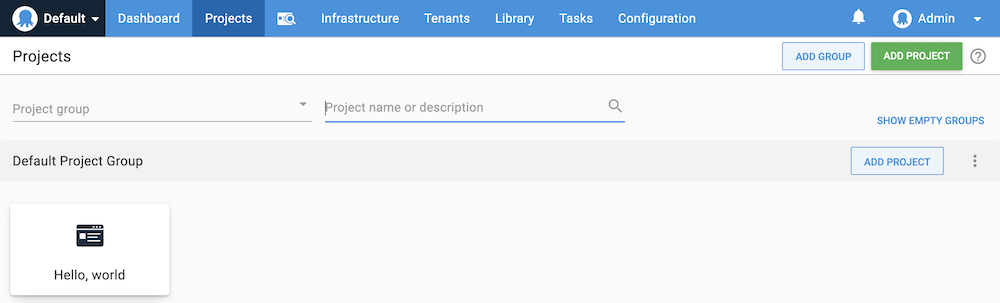 Default Dashboard Projects Infrastructure Tenants Library Tasks Configuration Admin
Projects ADD GROUP ADD PROJECT ?
Project group Project name or description
SHOW EMPTY GROUPS
Default Project Group ADD PROJECT
Hello, world